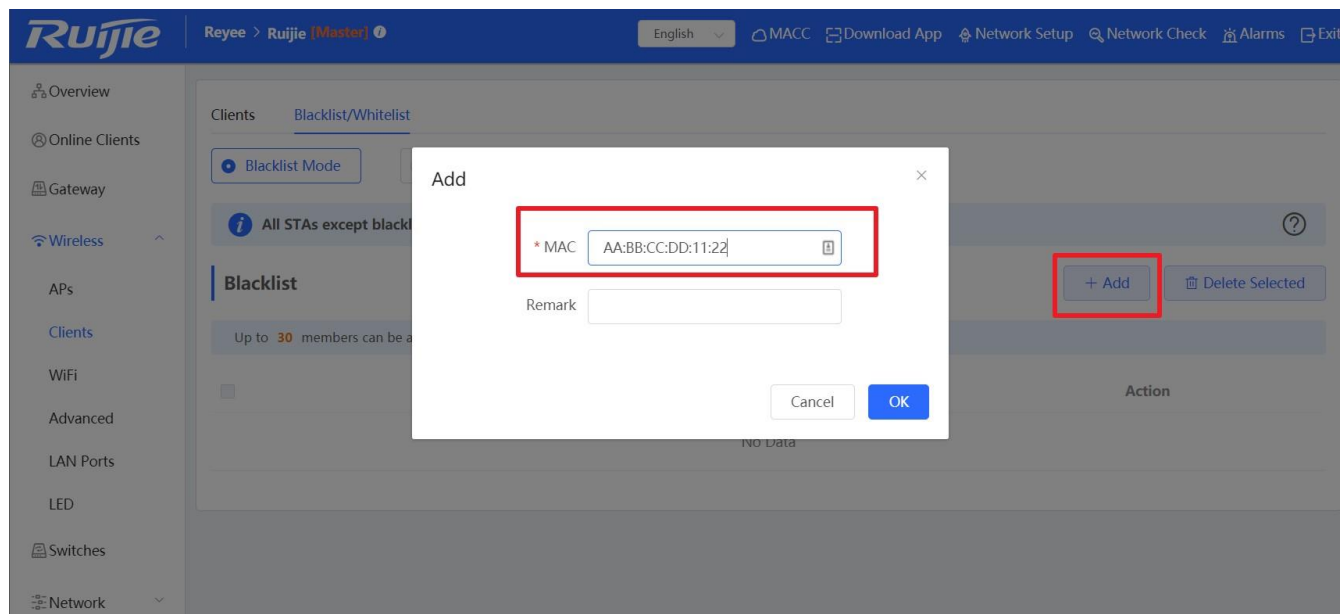 Ruijie
Reyee > Ruijie [Master]
English
MACC
Download App
Network Setup
Network Check
Alarms
Exit
Overview
Online Clients
Gateway
Wireless
APs
Clients
WiFi
Advanced
LAN Ports
LED
Switches
Network
Clients
Blacklist/Whitelist
Blacklist Mode
All STAs except blackl
Blacklist
+ Add
Delete Selected
Up to 30 members can be a
Action
No Data
Add
* MAC AA:BB:CC:DD:11:22
Remark
Cancel
OK